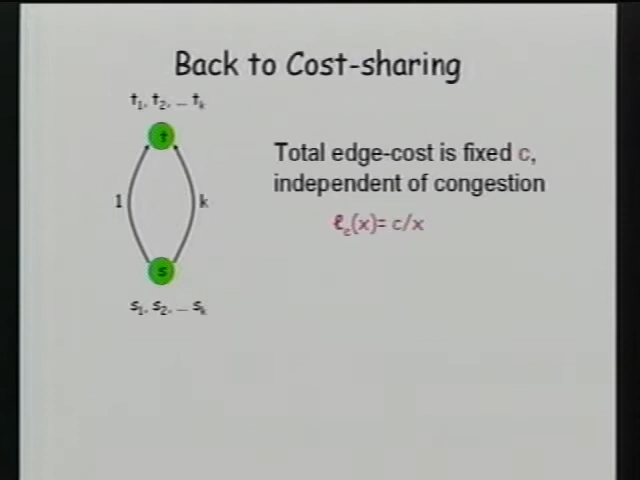 Back to Cost-sharing
t₁, t₂, … tₖ
t
Total edge-cost is fixed c,
independent of congestion
1
k
ℓₑ(x)= c/x
s
s₁, s₂, … sₖ